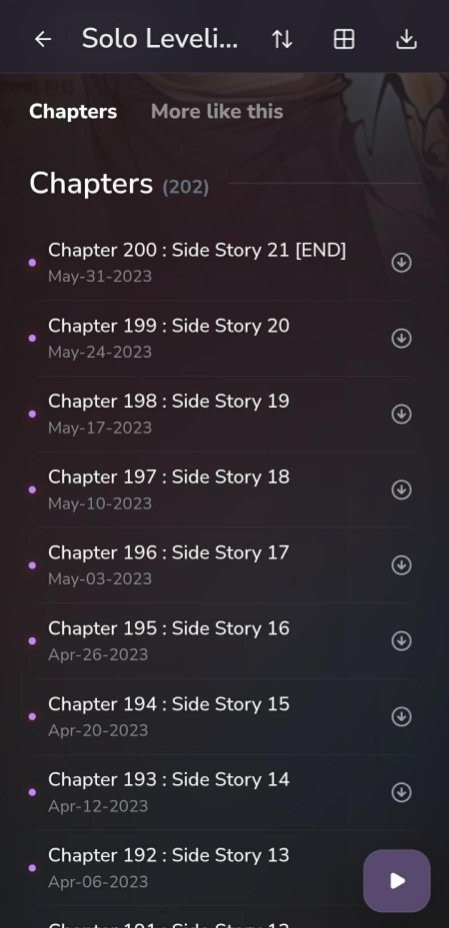 Solo Leveli...
Chapters
More like this
Chapters (202)
Chapter 200 : Side Story 21 [END]
May-31-2023
Chapter 199 : Side Story 20
May-24-2023
Chapter 198 : Side Story 19
May-17-2023
Chapter 197 : Side Story 18
May-10-2023
Chapter 196 : Side Story 17
May-03-2023
Chapter 195 : Side Story 16
Apr-26-2023
Chapter 194 : Side Story 15
Apr-20-2023
Chapter 193 : Side Story 14
Apr-12-2023
Chapter 192 : Side Story 13
Apr-06-2023